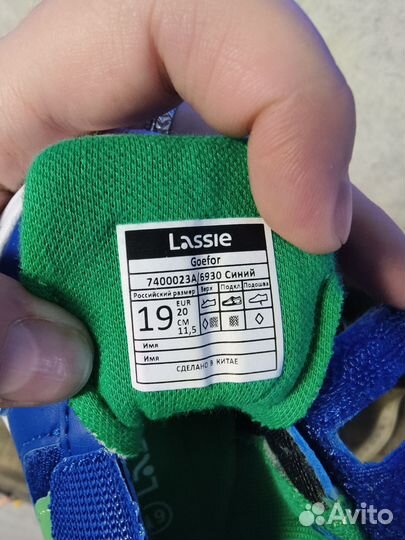 Lassie
Goefor
7400023A/6930 Синий
Российский размер Верх Подкл. Подошва
19 EUR 20 CM 11,5
Имя
Имя
СДЕЛАНО В КИТАЕ
Avito